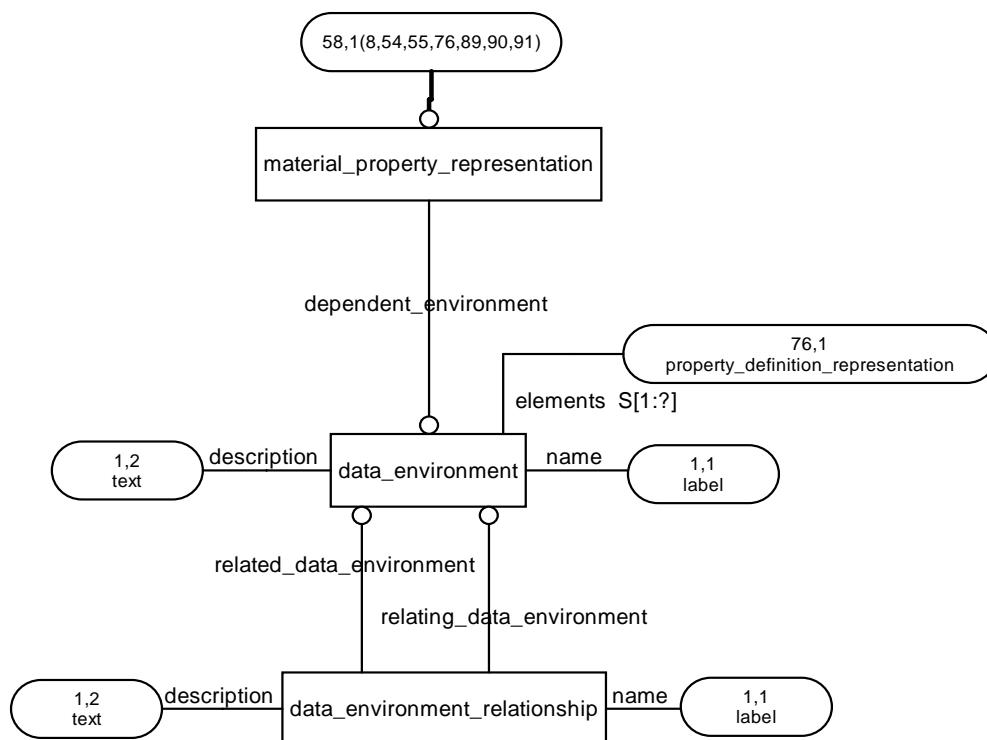 58,1(8,54,55,76,89,90,91)
material_property_representation
dependent_environment
76,1
property_definition_representation
elements S[1:?]
1,2
text
description
data_environment
name
1,1
label
related_data_environment
relating_data_environment
1,2
text
description
data_environment_relationship
name
1,1
label